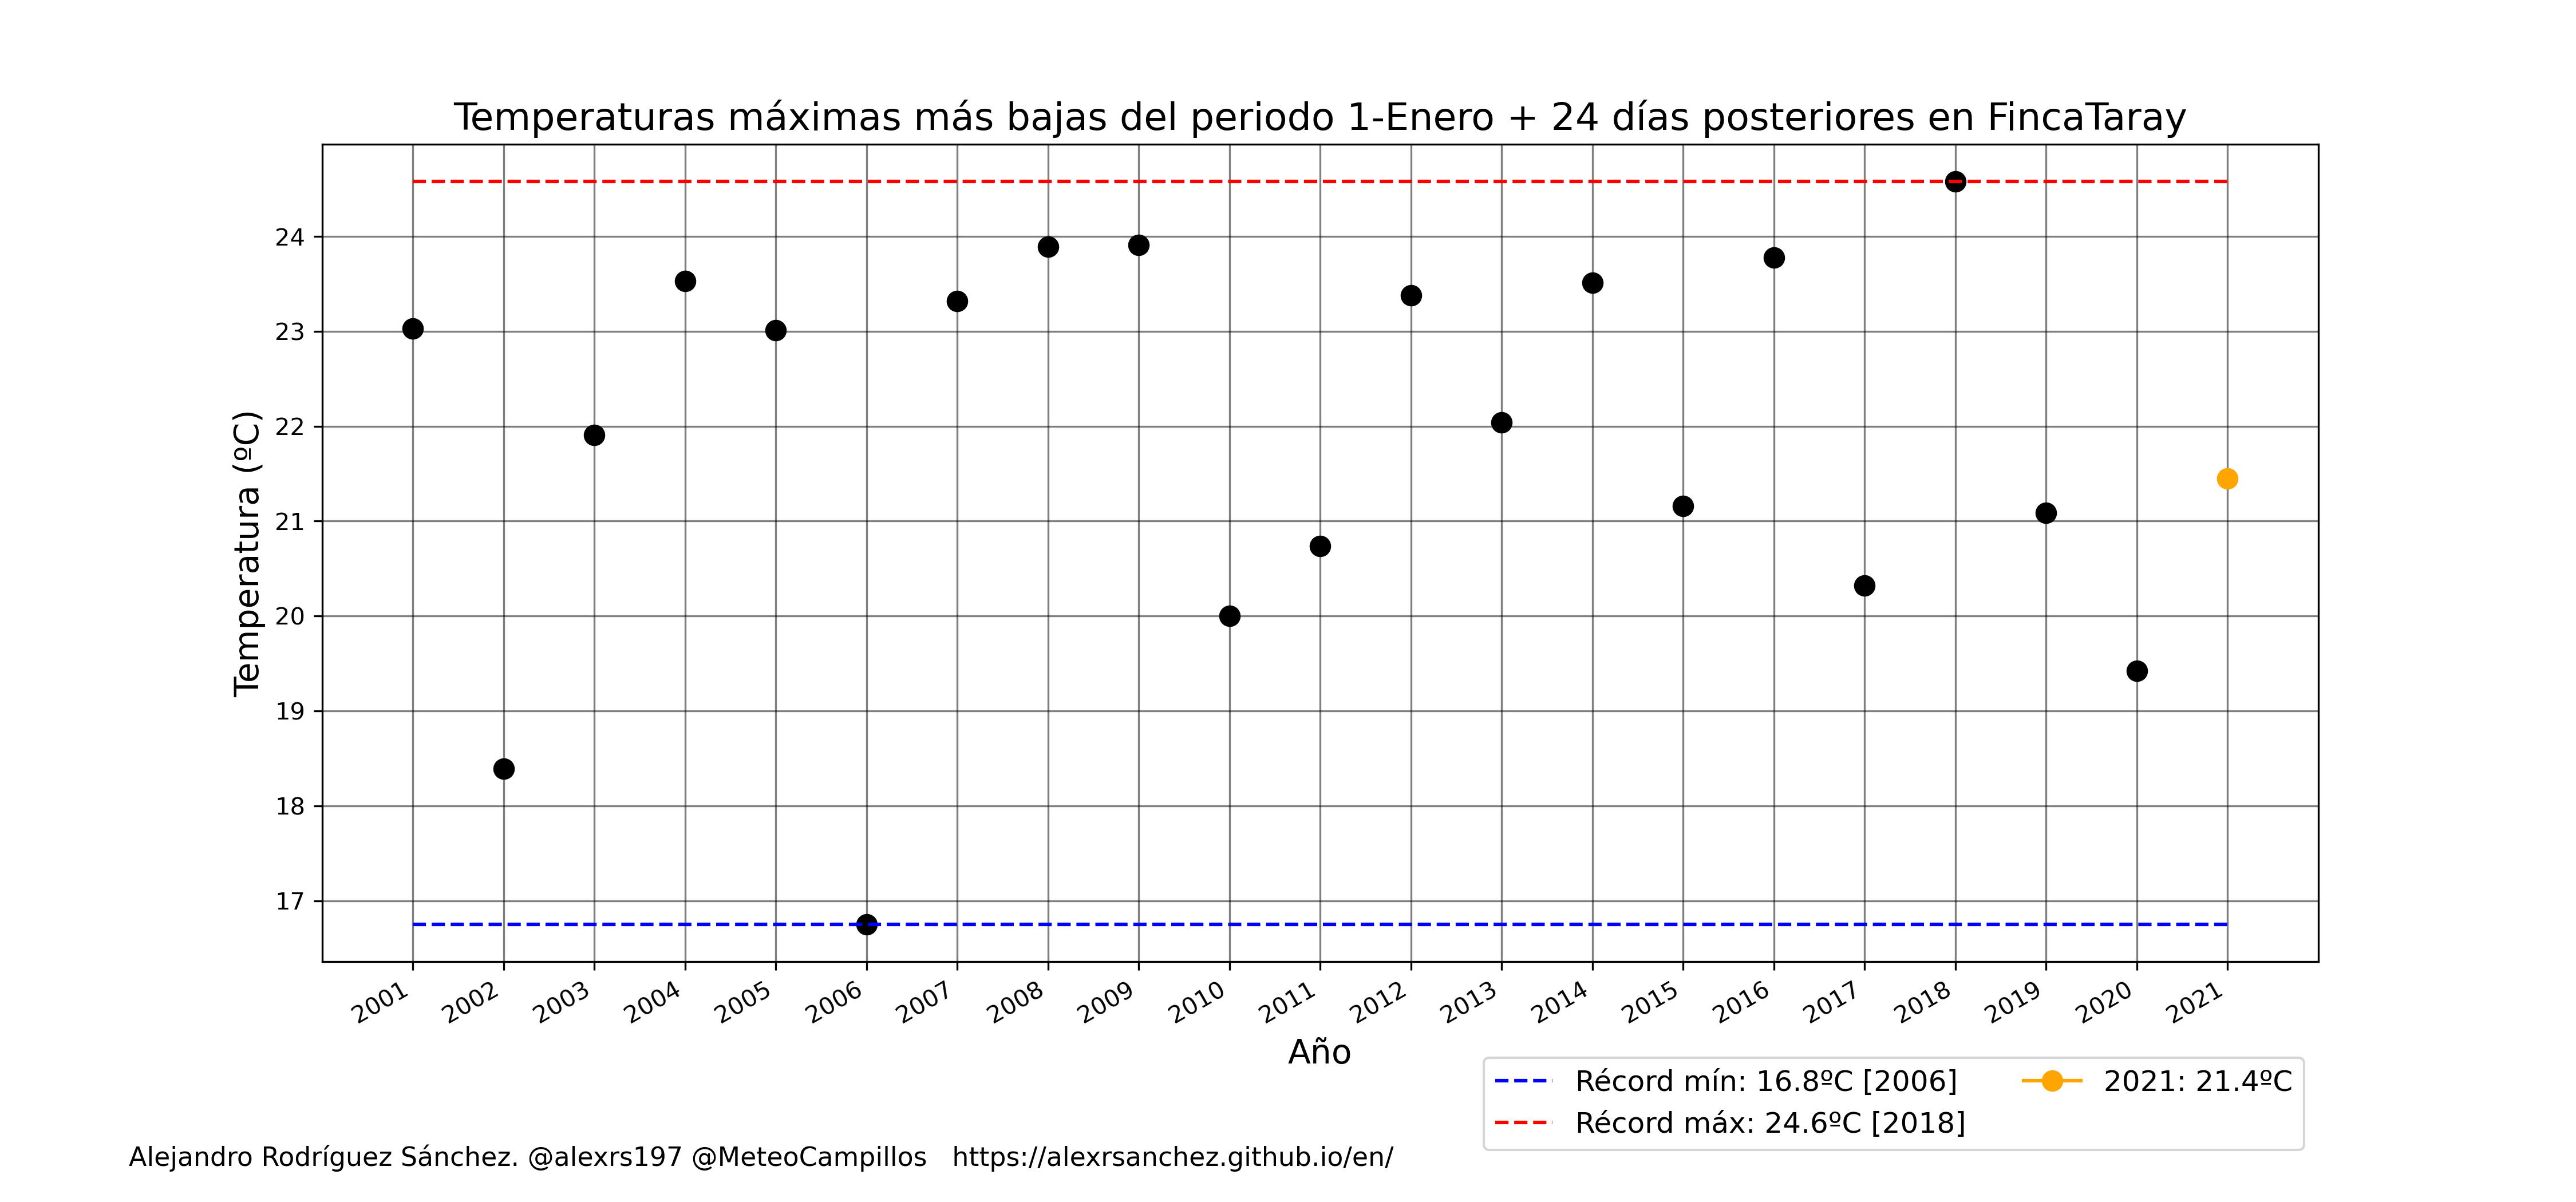 Temperaturas máximas más bajas del periodo 1-Enero + 24 días posteriores en FincaTaray
Temperatura (ºC)
24
23
22
21
20
19
18
17
2001 2002 2003 2004 2005 2006 2007 2008 2009 2010 2011 2012 2013 2014 2015 2016 2017 2018 2019 2020 2021
Año
Récord mín: 16.8ºC [2006]
Récord máx: 24.6ºC [2018]
2021: 21.4ºC
Alejandro Rodríguez Sánchez. @alexrs197 @MeteoCampillos https://alexrsanchez.github.io/en/